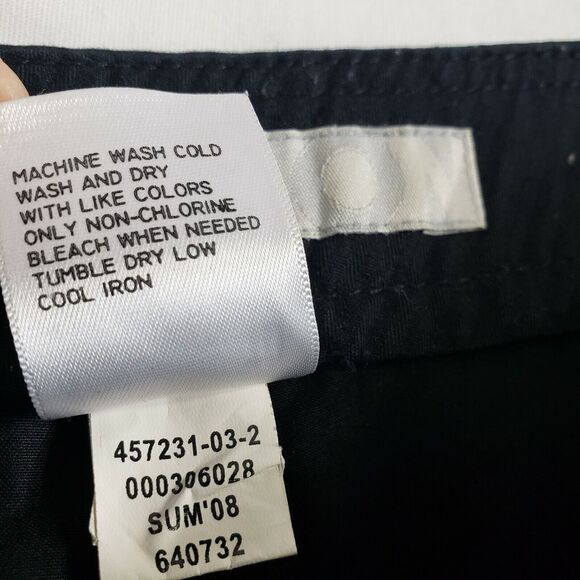 MACHINE WASH COLD
WASH AND DRY
WITH LIKE COLORS
ONLY NON-CHLORINE
BLEACH WHEN NEEDED
TUMBLE DRY LOW
COOL IRON
457231-03-2
000306028
SUM'08
640732